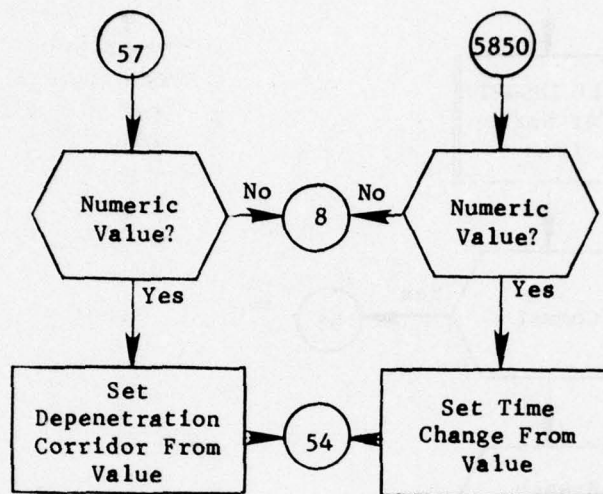 57
5850
Numeric
Value?
No
8
No
Numeric
Value?
Yes
Yes
Set
Depenetration
Corridor From
Value
54
Set Time
Change From
Value